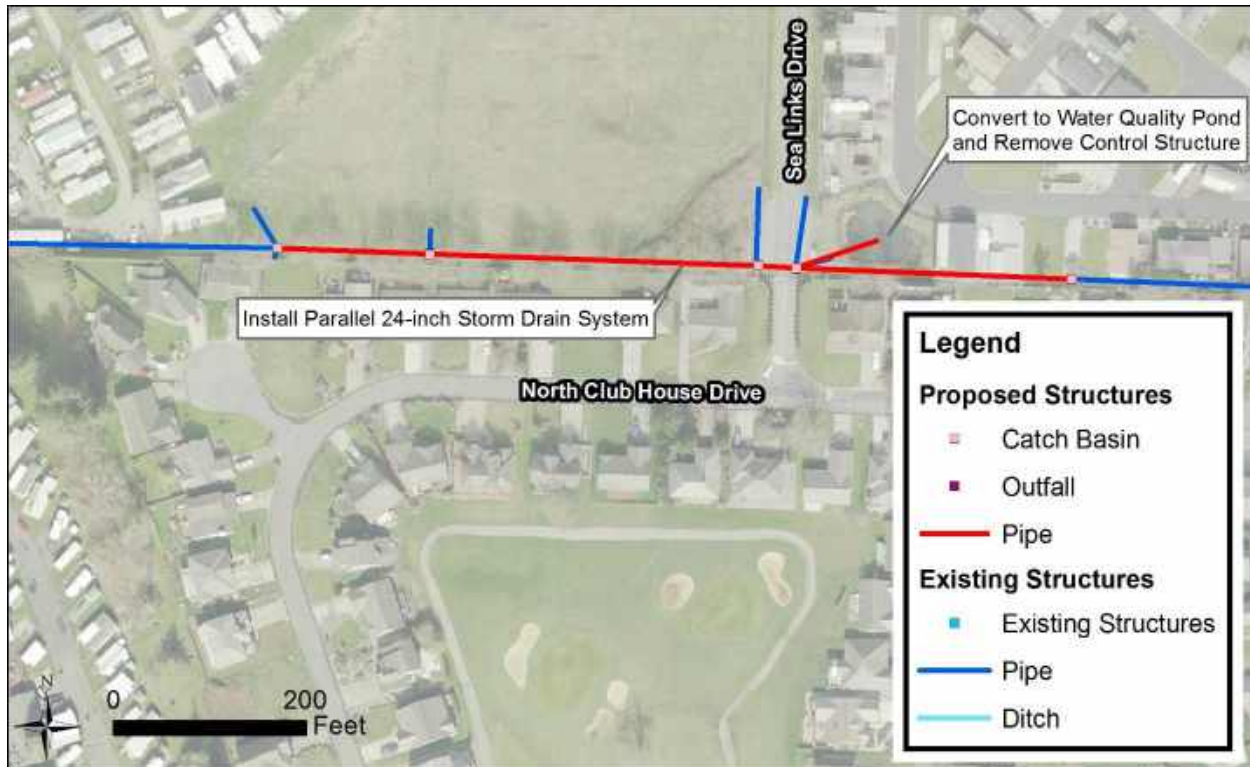 Sea Links Drive
Convert to Water Quality Pond
and Remove Control Structure
Install Parallel 24-inch Storm Drain System
North Club House Drive
Legend
Proposed Structures
Catch Basin
Outfall
Pipe
Existing Structures
Existing Structures
Pipe
Ditch
N
0 200
Feet